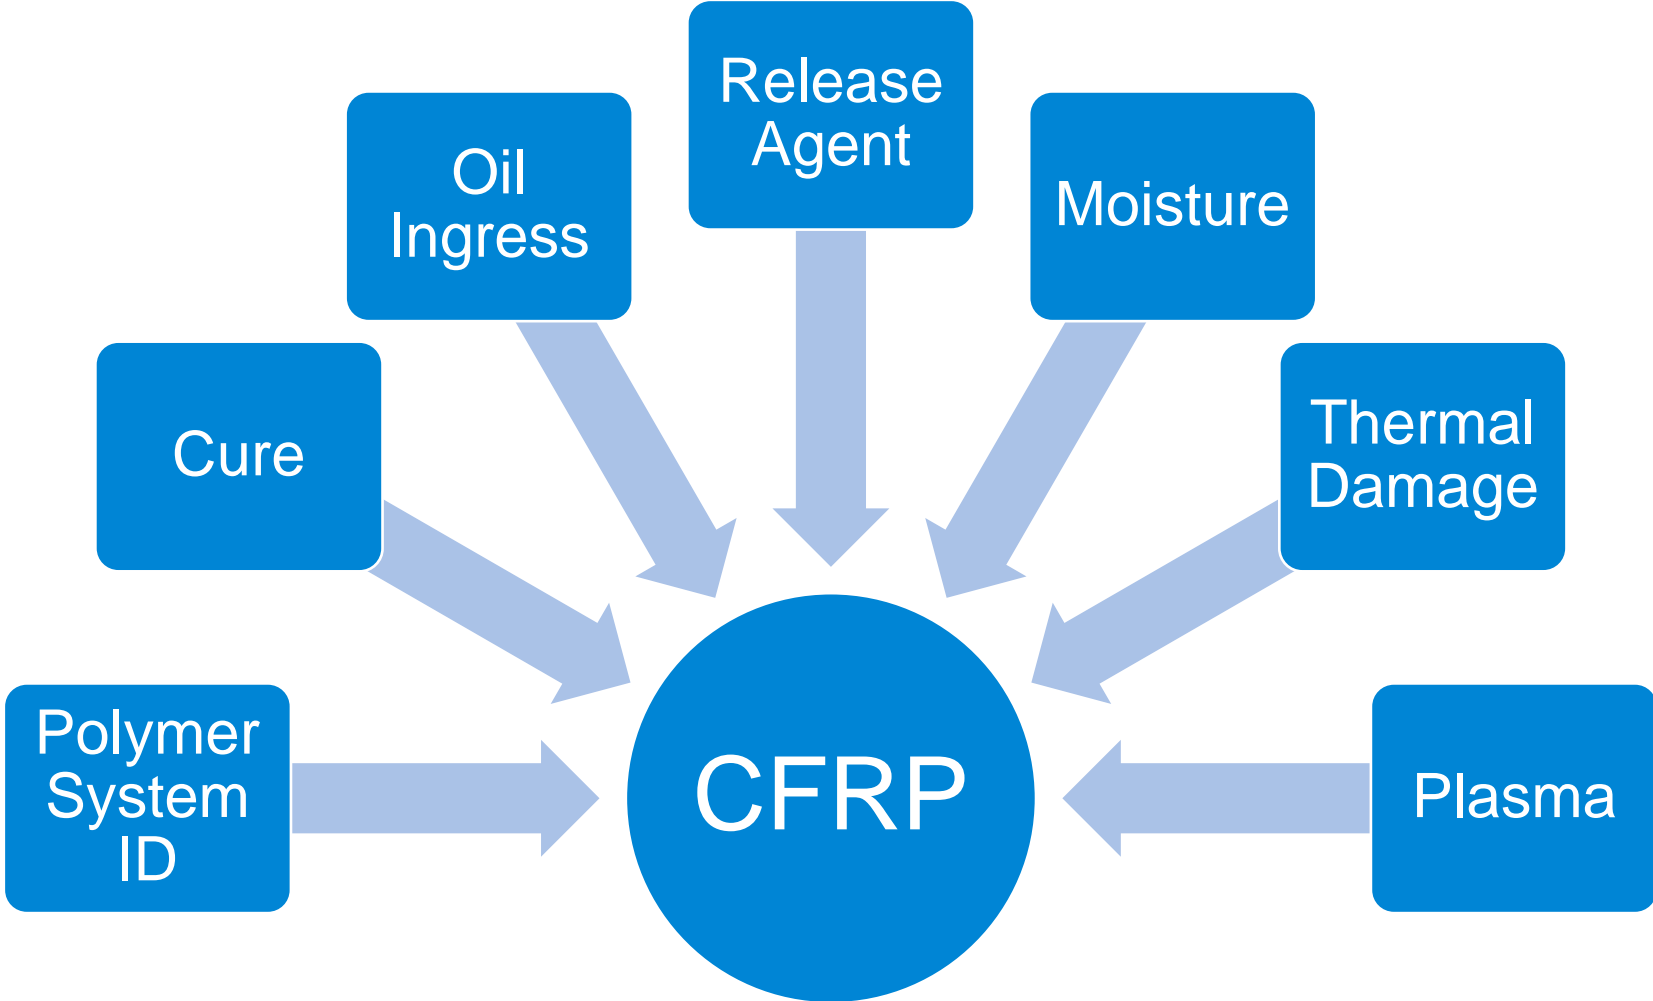 Release
Agent
Oil
Ingress
Moisture
Cure
Thermal
Damage
Polymer
System
ID
CFRP
Plasma